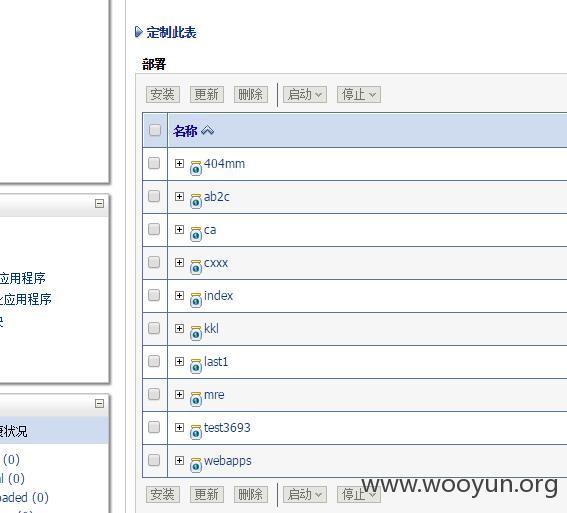 定制此表
部署
安装 更新 删除 启动 停止
名称
404mm
ab2c
ca
cxxx
index
kkl
last1
mre
test3693
webapps
安装 更新 删除 启动 停止
应用程序
应用程序
状况
(0)
(0)
oaded (0)
www.wooyun.org